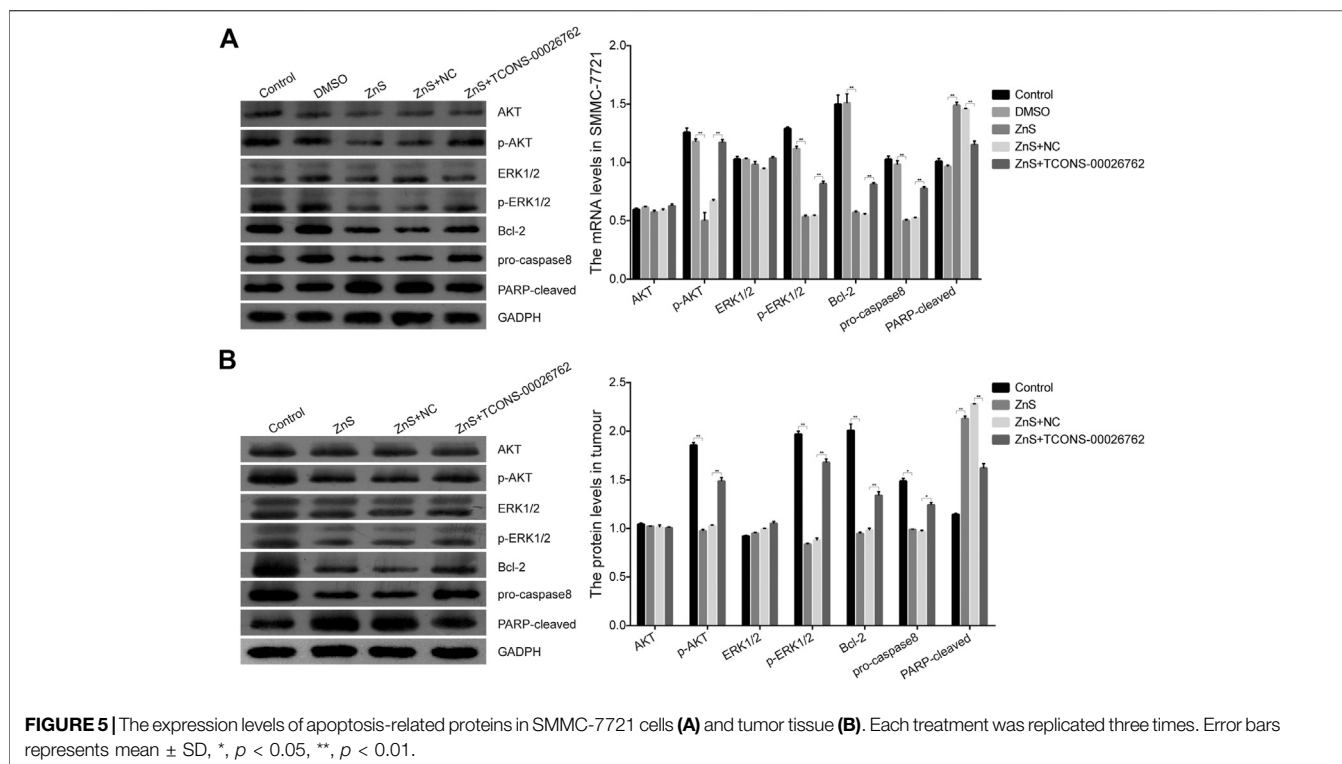 A
Control
DMSO
ZnS
ZnS+NC
ZnS+TCONS-00026762
AKT
p-AKT
ERK1/2
p-ERK1/2
Bcl-2
pro-caspase8
PARP-cleaved
GADPH
The mRNA levels in SMMC-7721
2.0
1.5
1.0
0.5
0.0
** ** ** ** ** ** ** ** ** **
AKT
p-AKT
ERK1/2
p-ERK1/2
Bcl-2
pro-caspase8
PARP-cleaved
Control
DMSO
ZnS
ZnS+NC
ZnS+TCONS-00026762
B
Control
ZnS
ZnS+NC
ZnS+TCONS-00026762
AKT
p-AKT
ERK1/2
p-ERK1/2
Bcl-2
pro-caspase8
PARP-cleaved
GADPH
The protein levels in tumour
2.5
2.0
1.5
1.0
0.5
0.0
** ** ** ** ** ** * * ** **
AKT
p-AKT
ERK1/2
p-ERK1/2
Bcl-2
pro-caspase8
PARP-cleaved
Control
ZnS
ZnS+NC
ZnS+TCONS-00026762
FIGURE 5 | The expression levels of apoptosis-related proteins in SMMC-7721 cells (A) and tumor tissue (B). Each treatment was replicated three times. Error bars
represents mean ± SD, *, p < 0.05, **, p < 0.01.